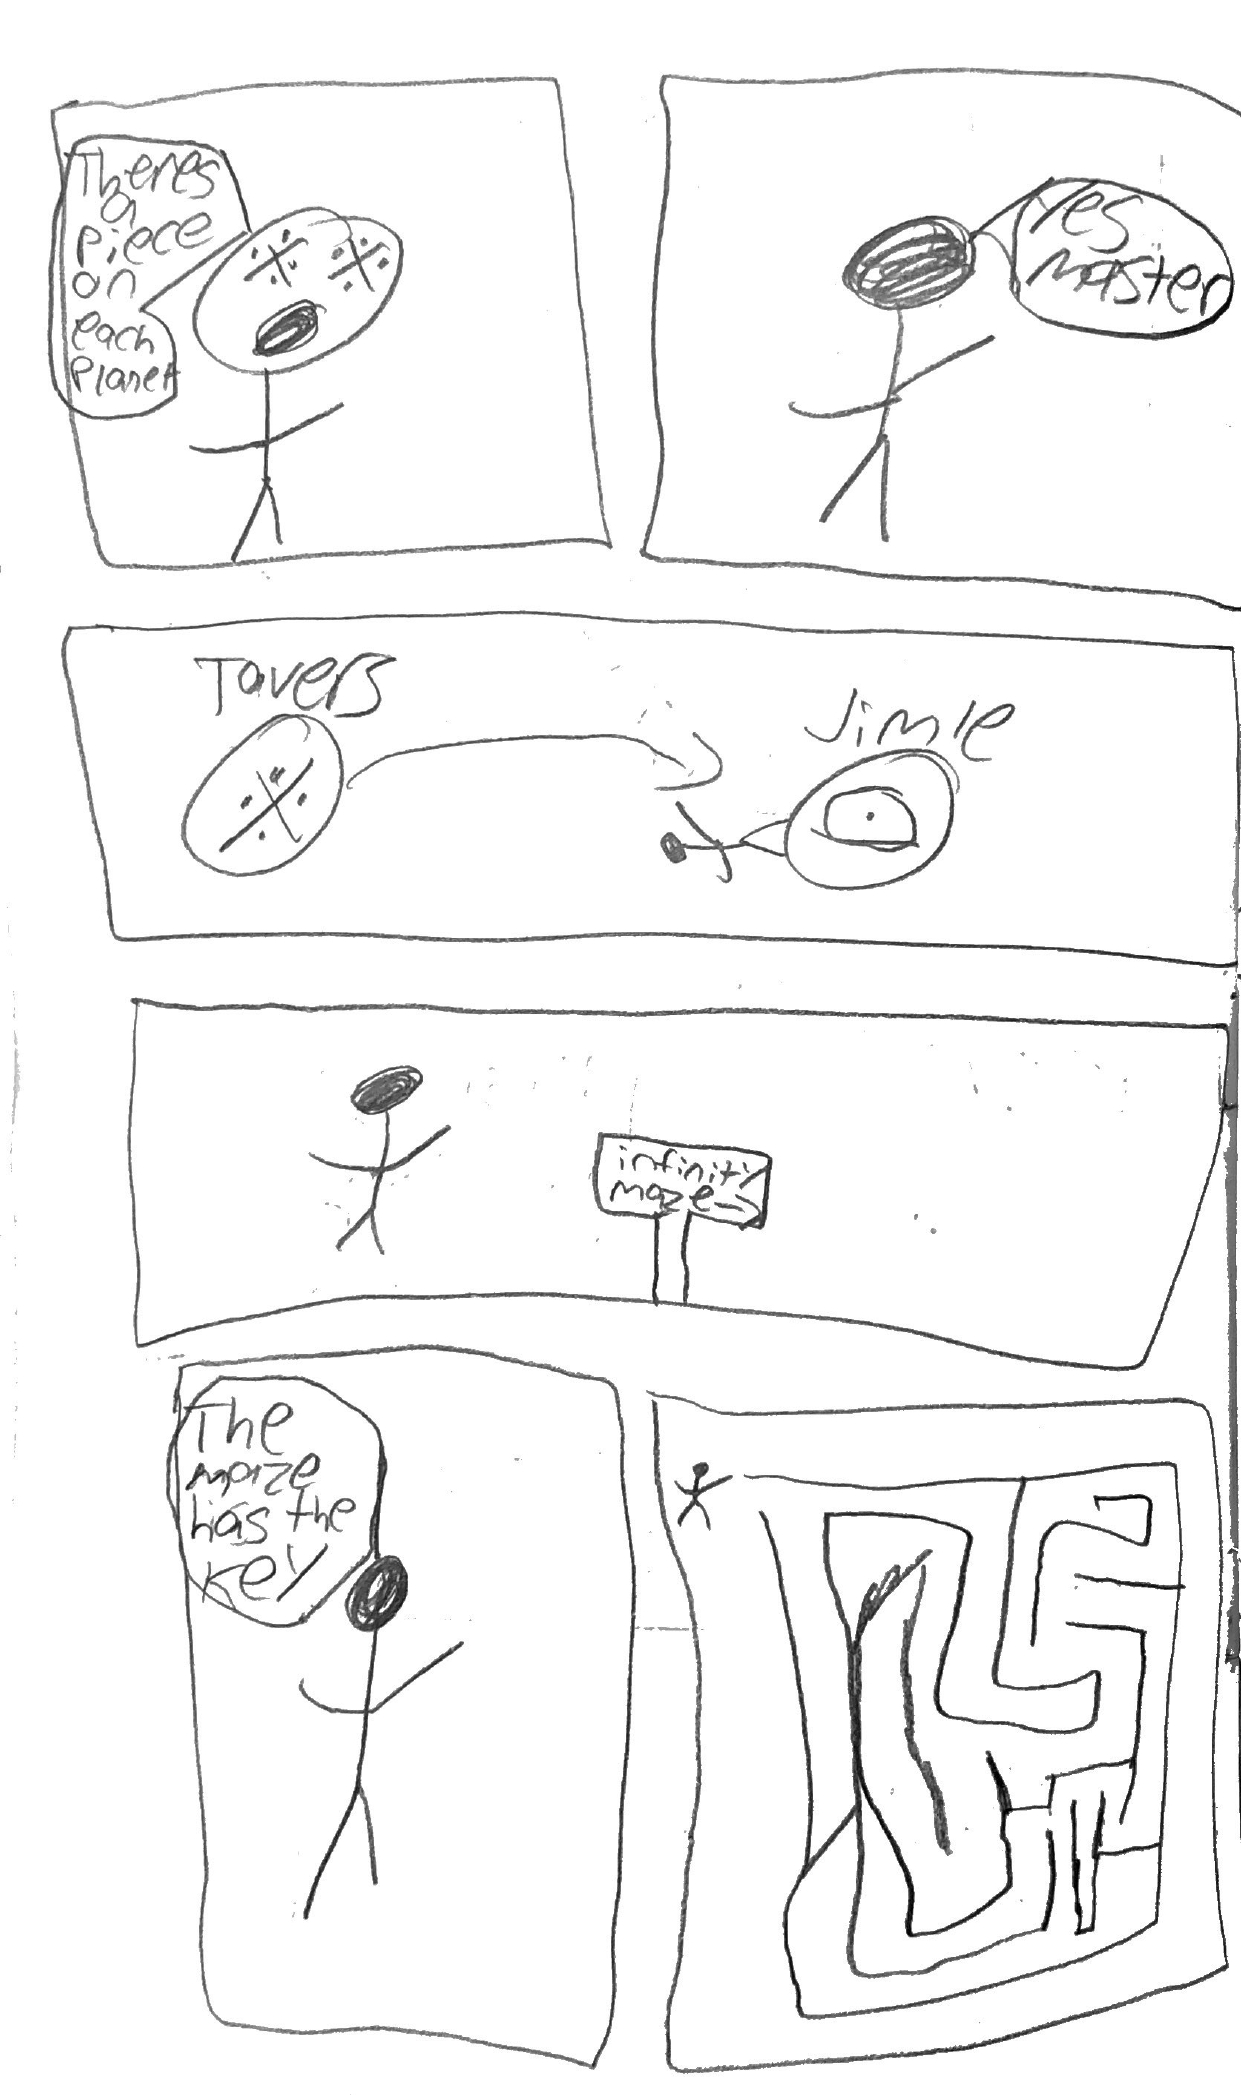 Theres
a
piece
on
each
Planet
Yes
master
Tavers
Jimle
infinity
maze
The
maze
has the
key